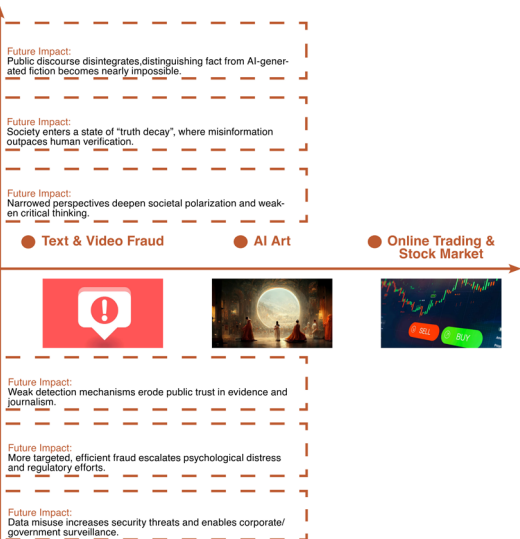 Future Impact:
Public discourse disintegrates,distinguishing fact from AI-gener-
ated fiction becomes nearly impossible.
Future Impact:
Society enters a state of “truth decay”, where misinformation
outpaces human verification.
Future Impact:
Narrowed perspectives deepen societal polarization and weak-
en critical thinking.
Text & Video Fraud
AI Art
Online Trading &
Stock Market
SELL
BUY
Future Impact:
Weak detection mechanisms erode public trust in evidence and
journalism.
Future Impact:
More targeted, efficient fraud escalates psychological distress
and regulatory efforts.
Future Impact:
Data misuse increases security threats and enables corporate/
government surveillance.